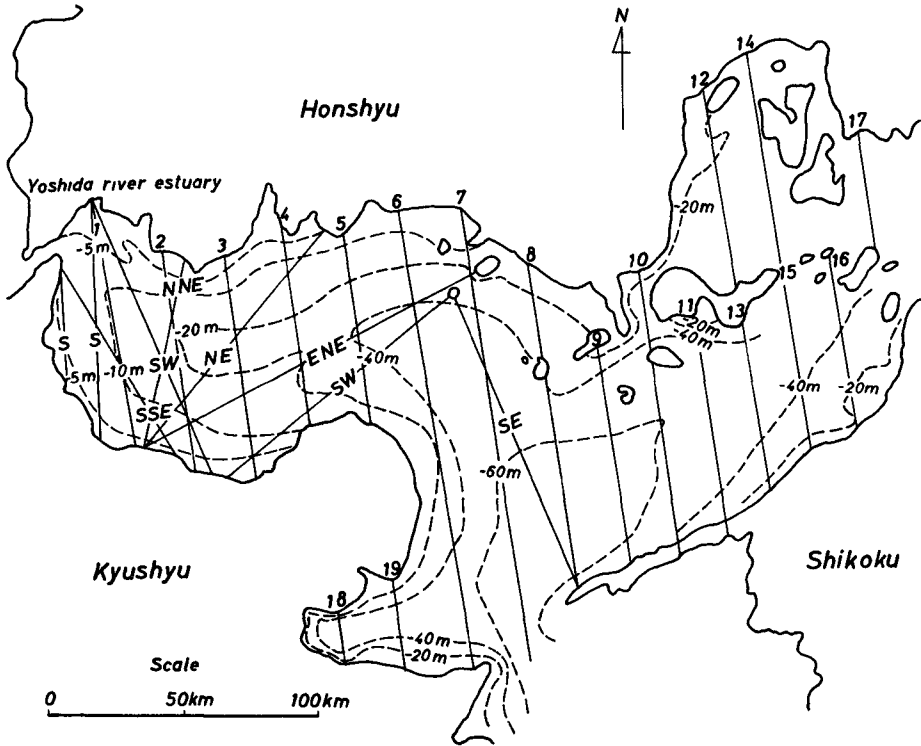 N
14
12
Honshyu
17
Yoshida river estuary
6
7
-20m
4
1
5
-5m
2
3
8
N
NE
10
15
16
-20m
11
13
-20m
-40m
S
S
-5m
-10m
SW
NE
ENE
-40m
9
SW
-40m
-20m
SSE
SE
-60m
Kyushyu
Shikoku
19
18
-40m
-20m
Scale
0
50km
100km